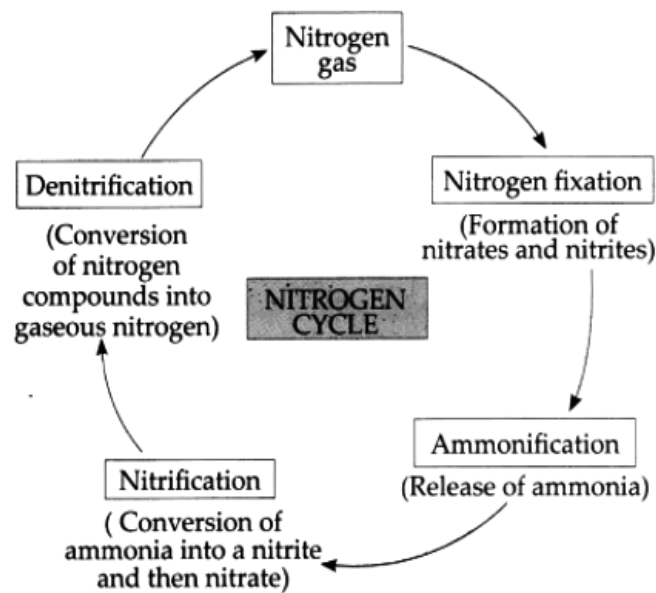 Nitrogen
gas
Nitrogen fixation
(Formation of
nitrates and nitrites)
Ammonification
(Release of ammonia)
Nitrification
( Conversion of
ammonia into a nitrite
and then nitrate)
Denitrification
(Conversion
of nitrogen
compounds into
gaseous nitrogen)
NITROGEN
CYCLE